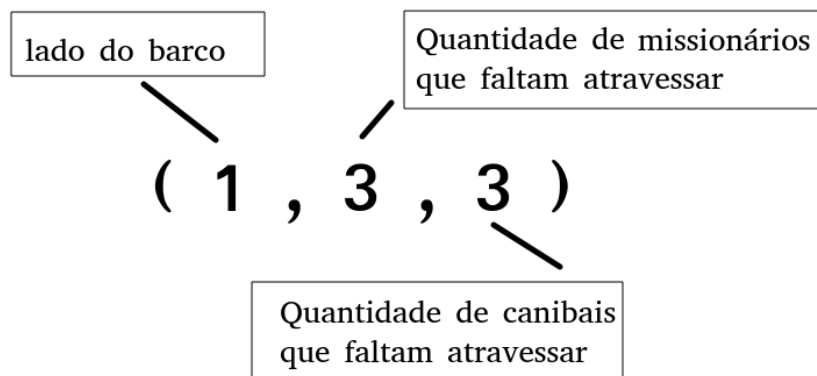 lado do barco
Quantidade de missionários
que faltam atravessar
( 1 , 3 , 3 )
Quantidade de canibais
que faltam atravessar